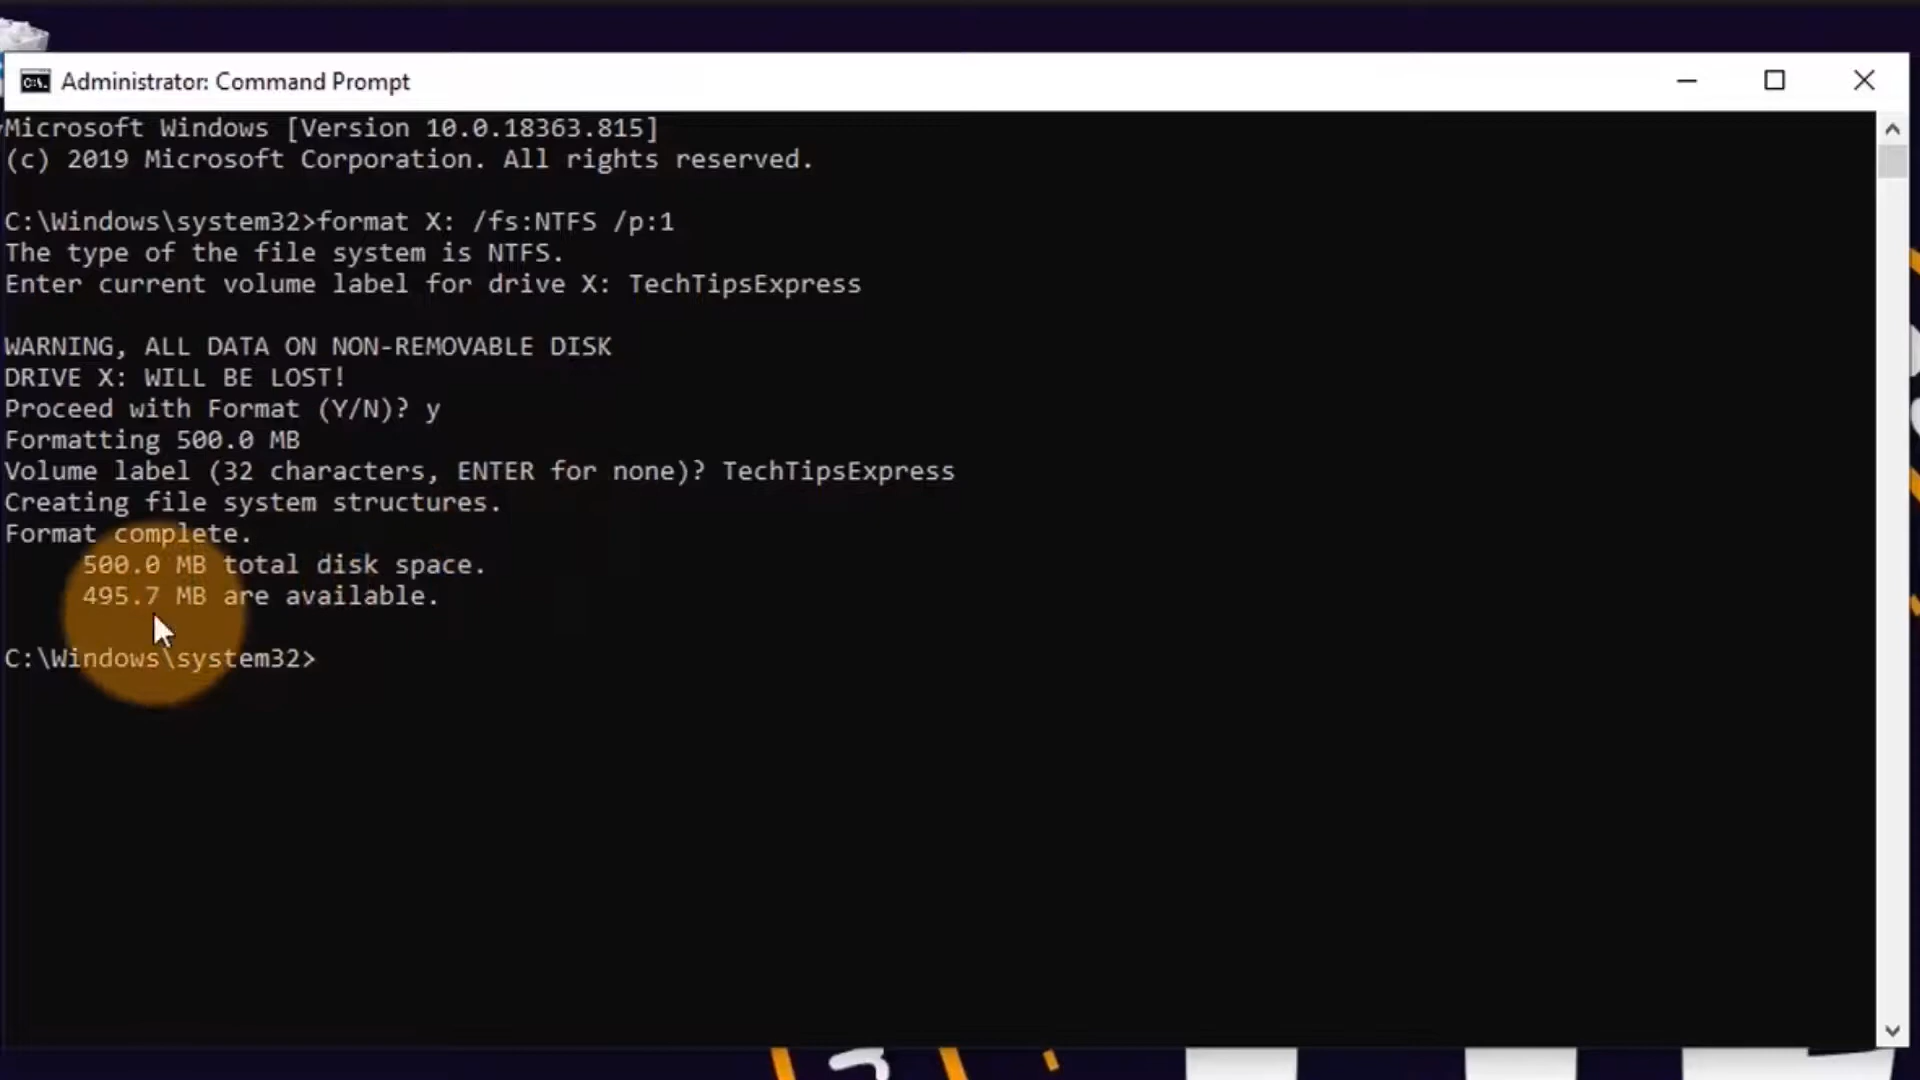 Administrator: Command Prompt
Microsoft Windows [Version 10.0.18363.815]
(c) 2019 Microsoft Corporation. All rights reserved.
C:\Windows\system32>format X: /fs:NTFS /p:1
The type of the file system is NTFS.
Enter current volume label for drive X: TechTipsExpress
WARNING, ALL DATA ON NON-REMOVABLE DISK
DRIVE X: WILL BE LOST!
Proceed with Format (Y/N)? y
Formatting 500.0 MB
Volume label (32 characters, ENTER for none)? TechTipsExpress
Creating file system structures.
Format complete.
500.0 MB total disk space.
495.7 MB are available.
C:\Windows\system32>